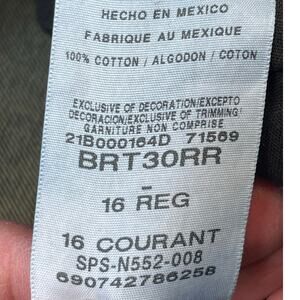 HECHO EN MEXICO
FABRIQUE AU MEXIQUE
100% COTTON / ALGODON / COTON
EXCLUSIVE OF DECORATION/EXCEPTO
DECORACION/EXCLUSIVE OF TRIMMING/
GARNITURE NON COMPRISE
21B000164D 71569
BRT30RR
-
16 REG
16 COURANT
SPS-N552-008
690742786258